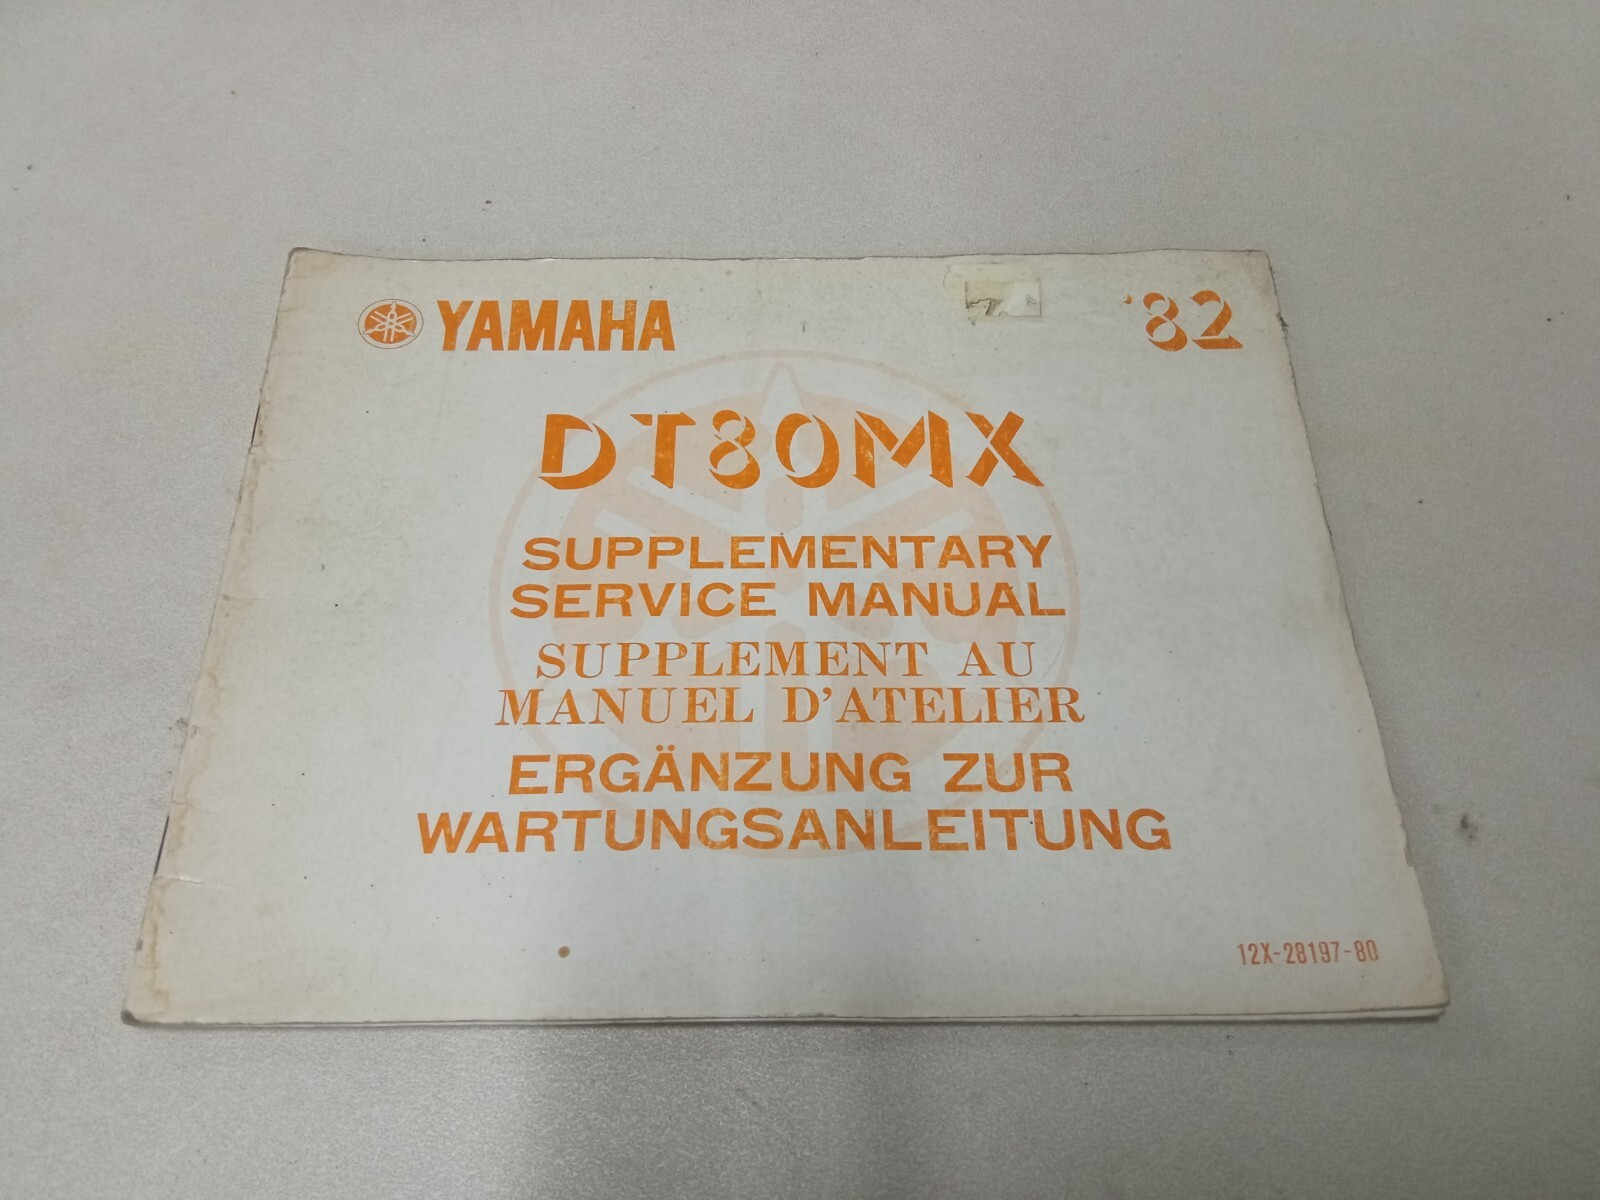 YAMAHA
'82
DT80MX
SUPPLEMENTARY
SERVICE MANUAL
SUPPLEMENT AU
MANUEL D'ATELIER
ERGÄNZUNG ZUR
WARTUNGSANLEITUNG
12X-28197-80